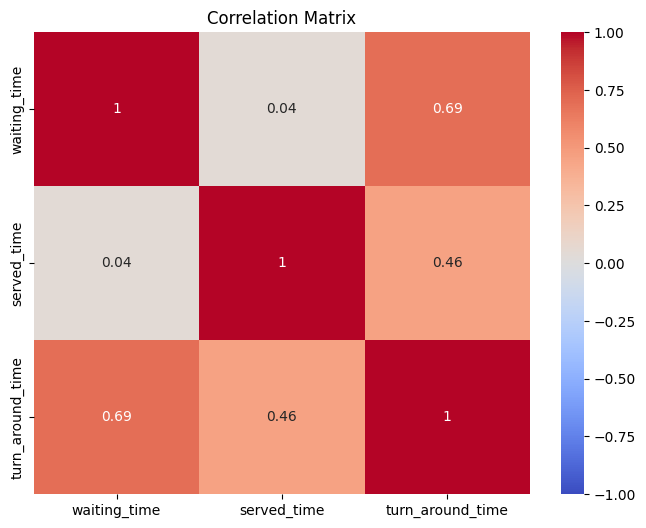 Correlation Matrix
waiting_time
1
0.04
0.69
served_time
0.04
1
0.46
turn_around_time
0.69
0.46
1
waiting_time
served_time
turn_around_time
1.00
0.75
0.50
0.25
0.00
−0.25
−0.50
−0.75
−1.00